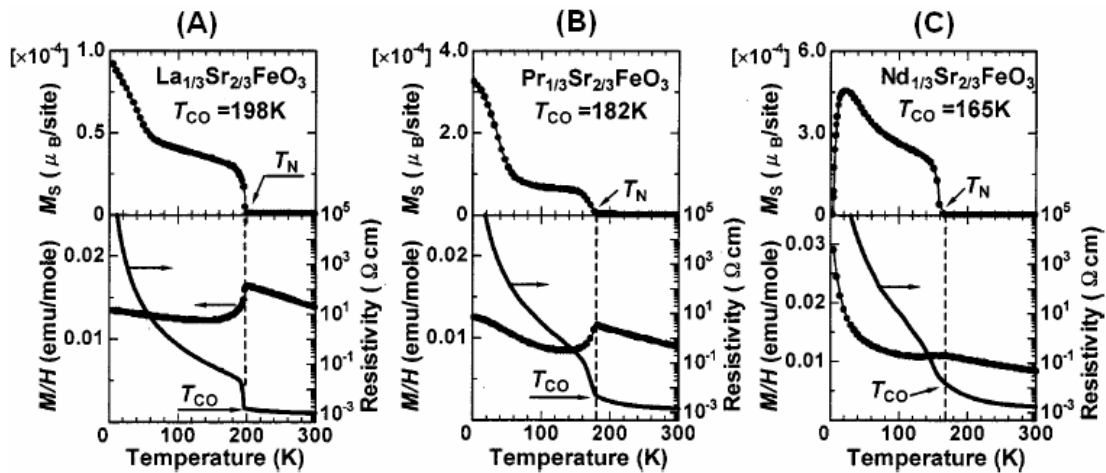 (A)
[×10⁻⁴]
1.0
La1/3Sr2/3FeO3
TCO =198K
0.5
TN
MS ( μB/site)
0
10⁵
0.02
10³
10¹
0.01
10⁻¹
TCO
10⁻³
M/H (emu/mole)
Resistivity ( Ω cm)
0 100 200 300
Temperature (K)
(B)
[×10⁻⁴]
4.0
Pr1/3Sr2/3FeO3
TCO =182K
2.0
TN
MS ( μB/site)
0
10⁵
0.02
10³
10¹
0.01
10⁻¹
TCO
10⁻³
M/H (emu/mole)
Resistivity ( Ω cm)
0 100 200 300
Temperature (K)
(C)
[×10⁻⁴]
6.0
Nd1/3Sr2/3FeO3
TCO =165K
4.0
2.0
TN
MS ( μB/site)
0
10⁵
0.03
10³
0.02
10¹
0.01
10⁻¹
TCO
10⁻³
M/H (emu/mole)
Resistivity ( Ω cm)
0 100 200 300
Temperature (K)